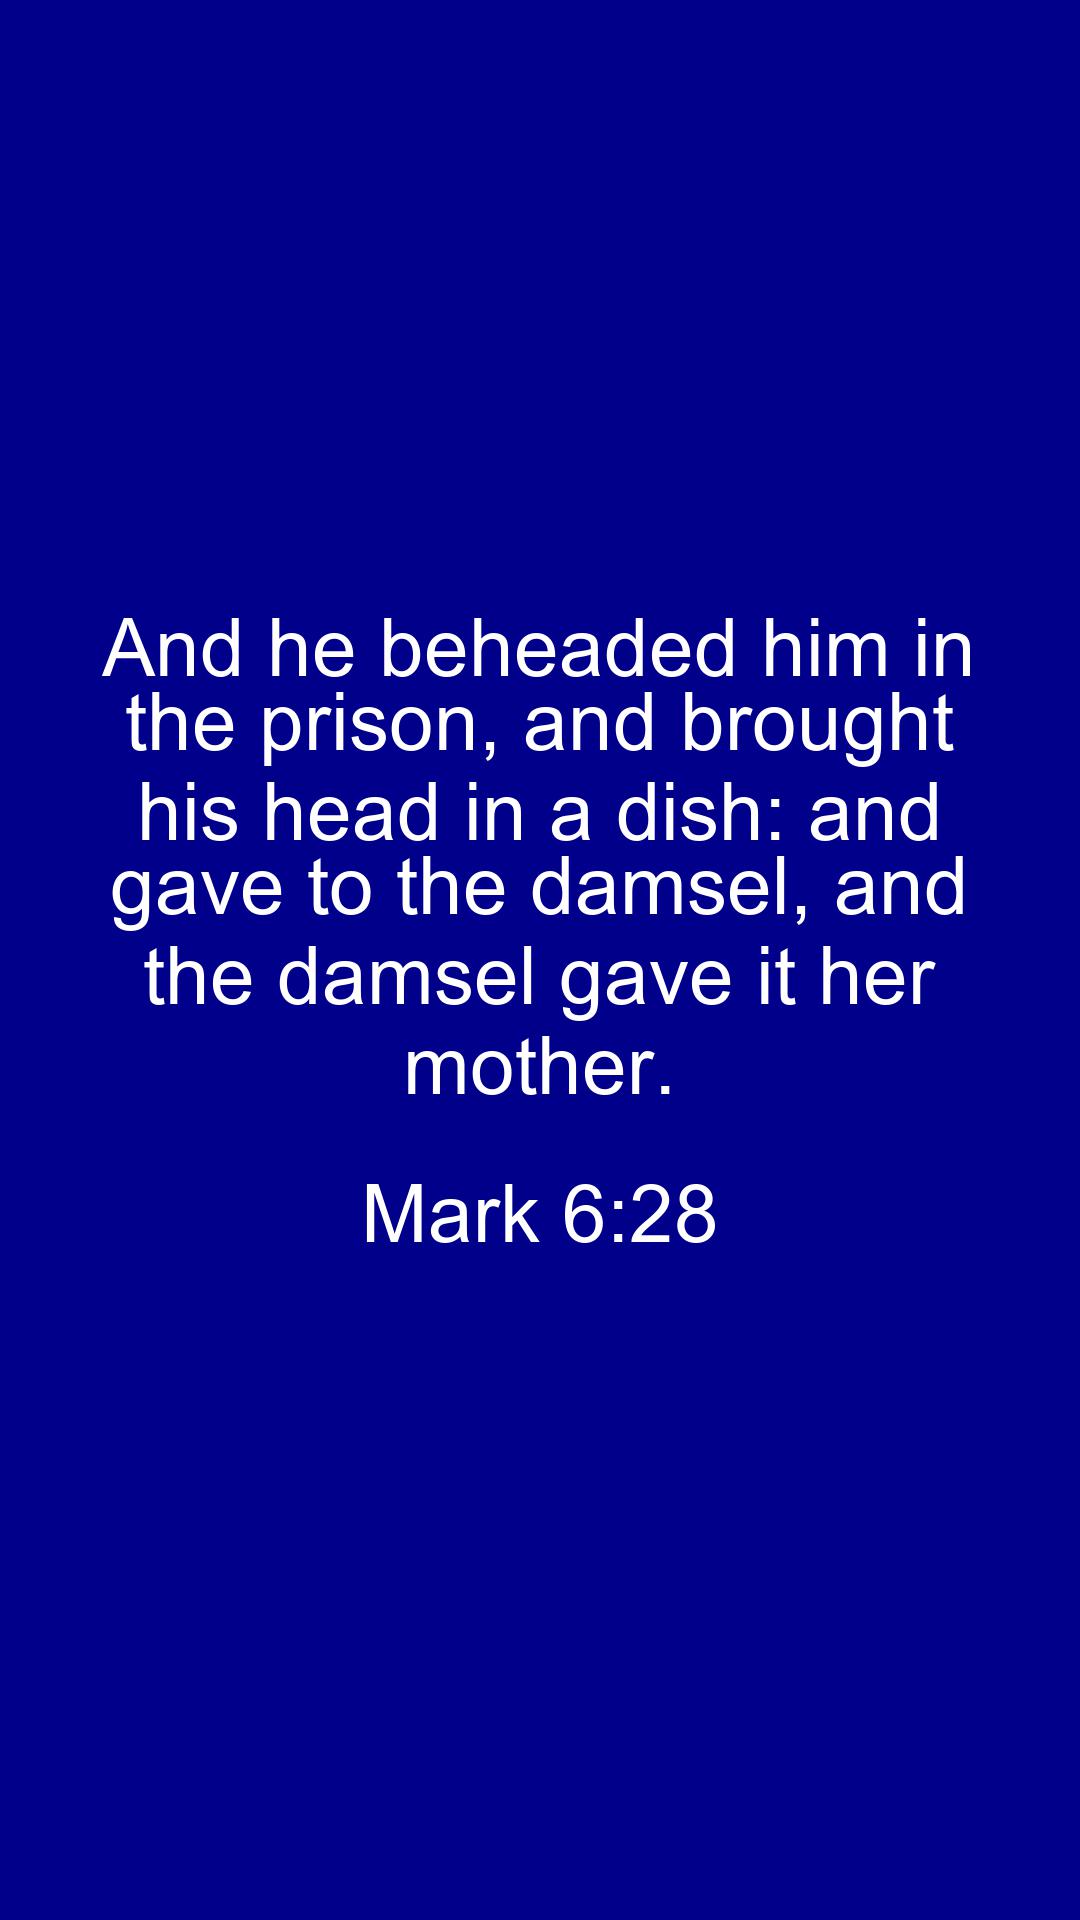 And he beheaded him in
the prison, and brought
his head in a dish: and
gave to the damsel, and
the damsel gave it her
mother.
Mark 6:28